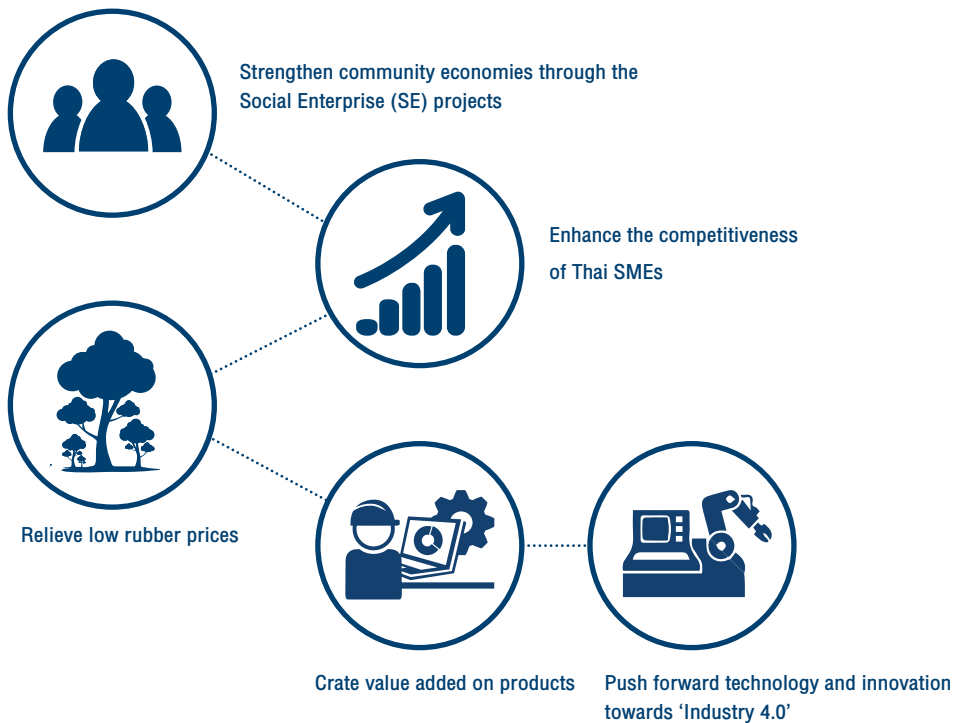 Strengthen community economies through the
Social Enterprise (SE) projects
Enhance the competitiveness
of Thai SMEs
Relieve low rubber prices
Crate value added on products
Push forward technology and innovation
towards ‘Industry 4.0’